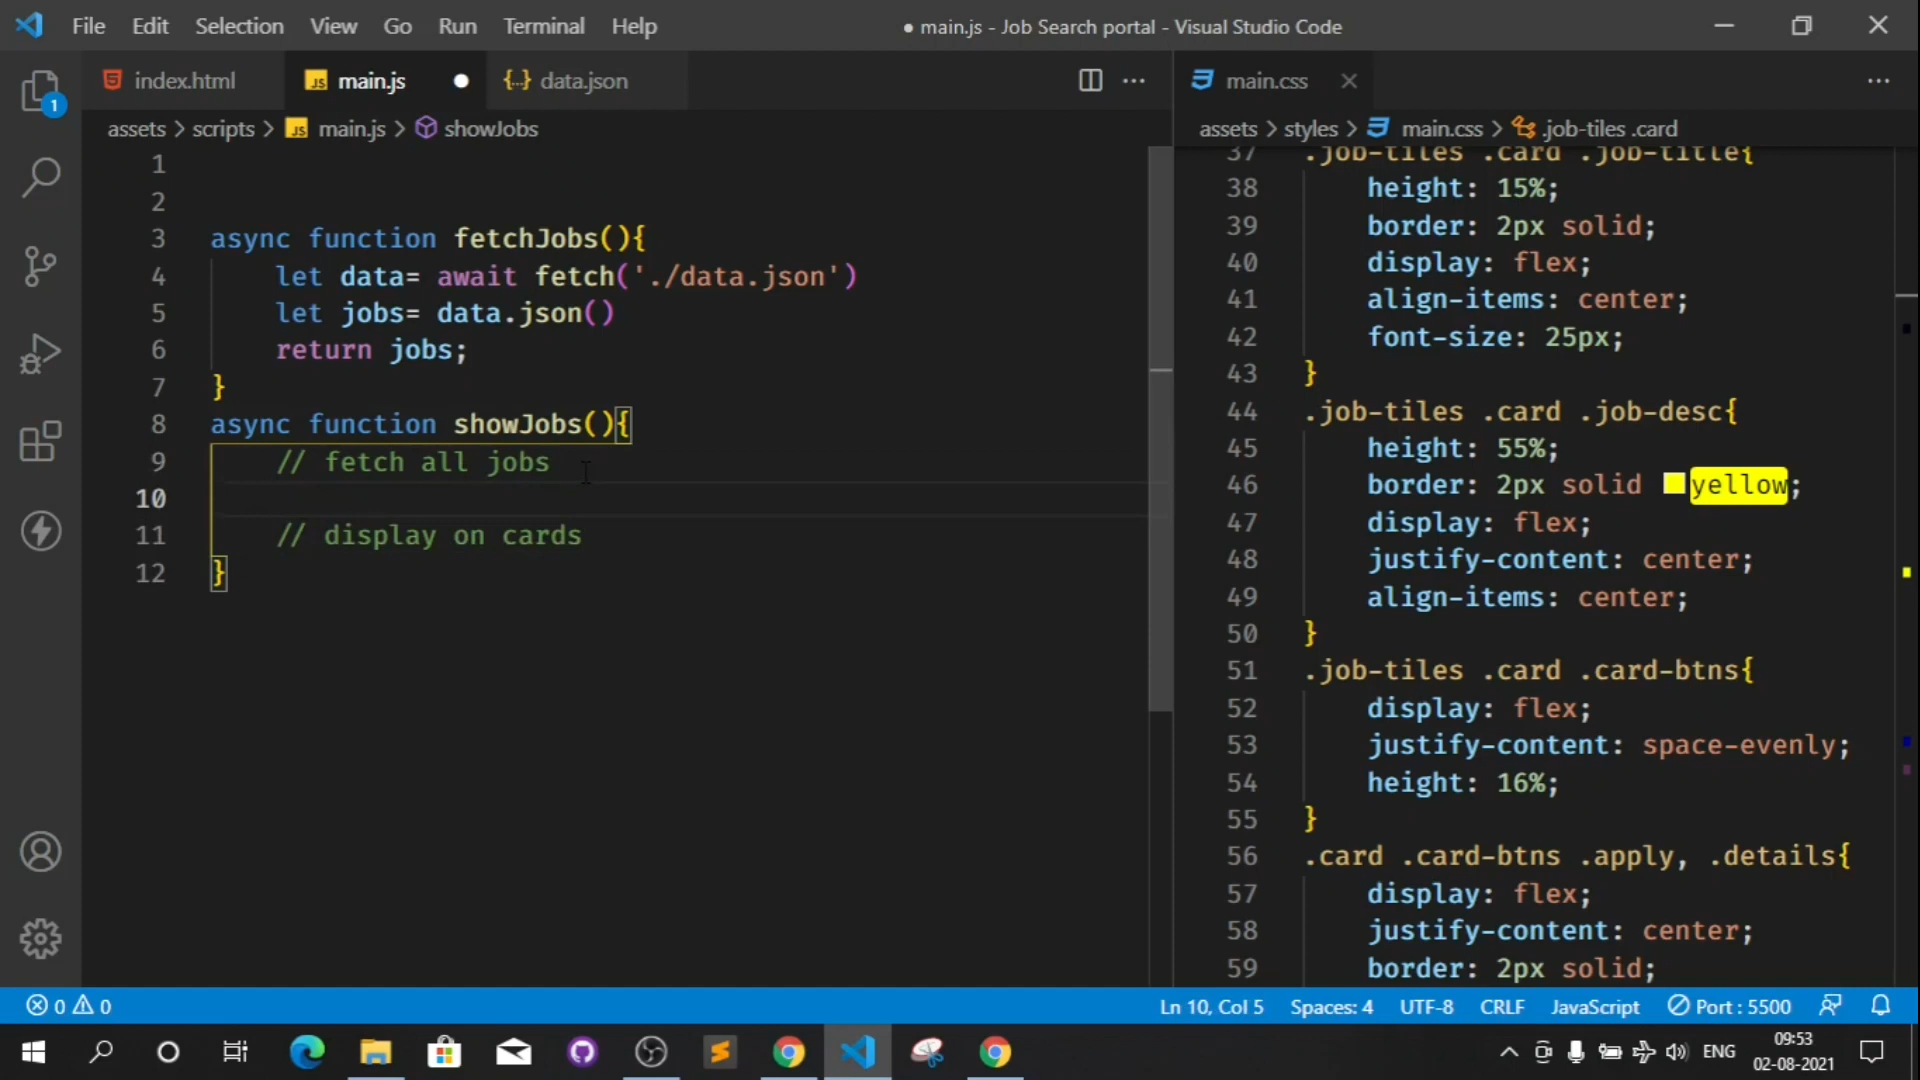 File Edit Selection View Go Run Terminal Help ● main.js - Job Search portal - Visual Studio Code
index.html JS main.js ● {..} data.json
main.css
assets > scripts > JS main.js > showJobs
assets > styles > main.css > .job-tiles .card
1
2
3 async function fetchJobs(){
4 let data= await fetch('./data.json')
5 let jobs= data.json()
6 return jobs;
7 }
8 async function showJobs(){
9 // fetch all jobs
10
11 // display on cards
12 }
37 .job-tiles .card .job-title{
38 height: 15%;
39 border: 2px solid;
40 display: flex;
41 align-items: center;
42 font-size: 25px;
43 }
44 .job-tiles .card .job-desc{
45 height: 55%;
46 border: 2px solid yellow;
47 display: flex;
48 justify-content: center;
49 align-items: center;
50 }
51 .job-tiles .card .card-btns{
52 display: flex;
53 justify-content: space-evenly;
54 height: 16%;
55 }
56 .card .card-btns .apply, .details{
57 display: flex;
58 justify-content: center;
59 border: 2px solid;
1
0 0 Ln 10, Col 5 Spaces: 4 UTF-8 CRLF JavaScript Port : 5500
ENG 09:53
02-08-2021